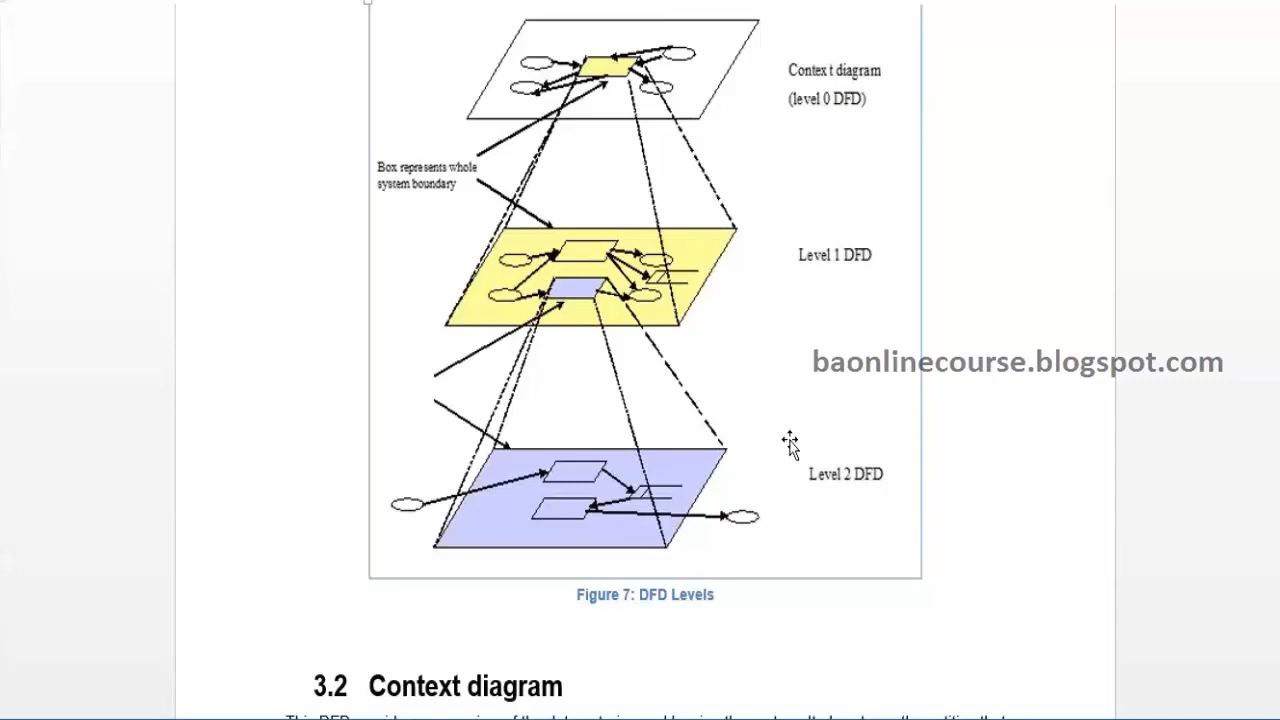 Contex t diagram
(level 0 DFD)
Box represents whole
system boundary
Level 1 DFD
baonlinecourse.blogspot.com
Level 2 DFD
Figure 7: DFD Levels
3.2 Context diagram